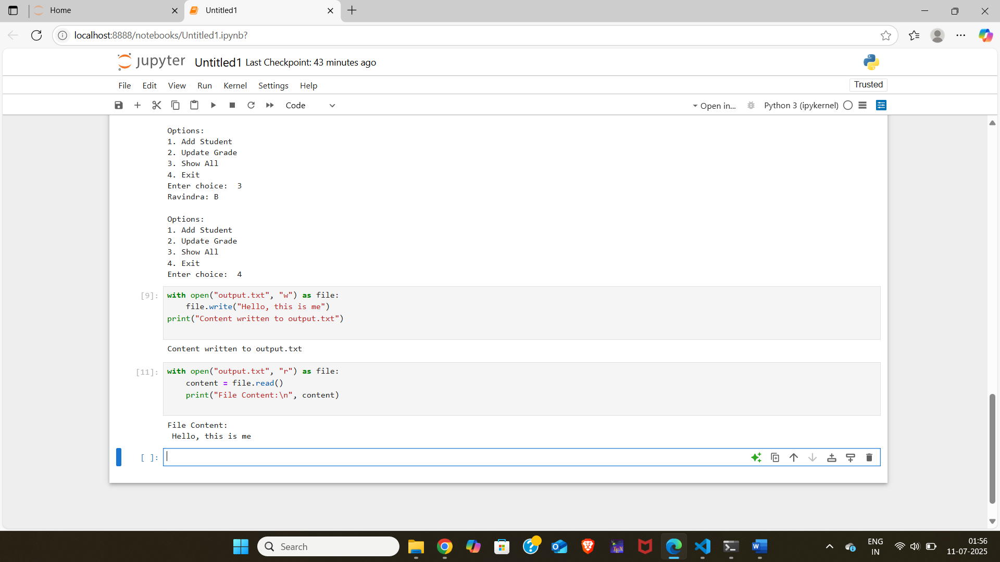 Home
Untitled1
localhost:8888/notebooks/Untitled1.ipynb?
jupyter Untitled1 Last Checkpoint: 43 minutes ago
File Edit View Run Kernel Settings Help
Trusted
Code
Open in...
Python 3 (ipykernel)
Options:
1. Add Student
2. Update Grade
3. Show All
4. Exit
Enter choice:  3
Ravindra: B
Options:
1. Add Student
2. Update Grade
3. Show All
4. Exit
Enter choice:  4
[9]:
with open("output.txt", "w") as file:
    file.write("Hello, this is me")
print("Content written to output.txt")
Content written to output.txt
[11]:
with open("output.txt", "r") as file:
    content = file.read()
    print("File Content:\n", content)
File Content:
 Hello, this is me
[ ]:
Search
ENG
IN
01:56
11-07-2025